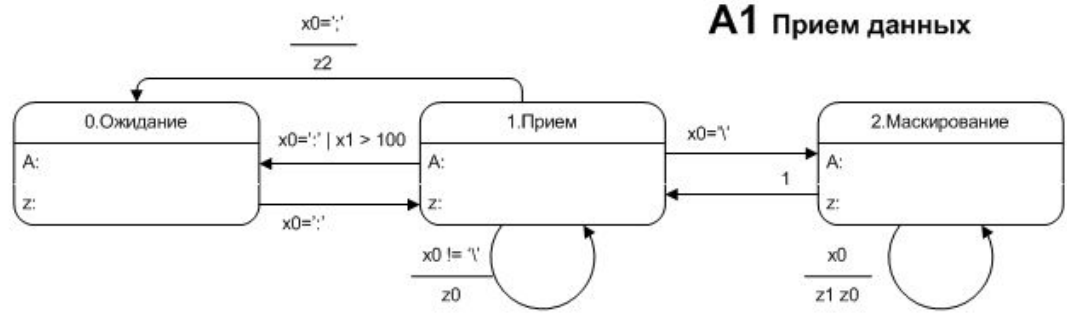 A1 Прием данных
x0=';'
z2
0.Ожидание
A:
z:
x0=':' | x1 > 100
x0=':'
1.Прием
A:
z:
x0='\'
1
2.Маскирование
A:
z:
x0 != '\'
z0
x0
z1 z0